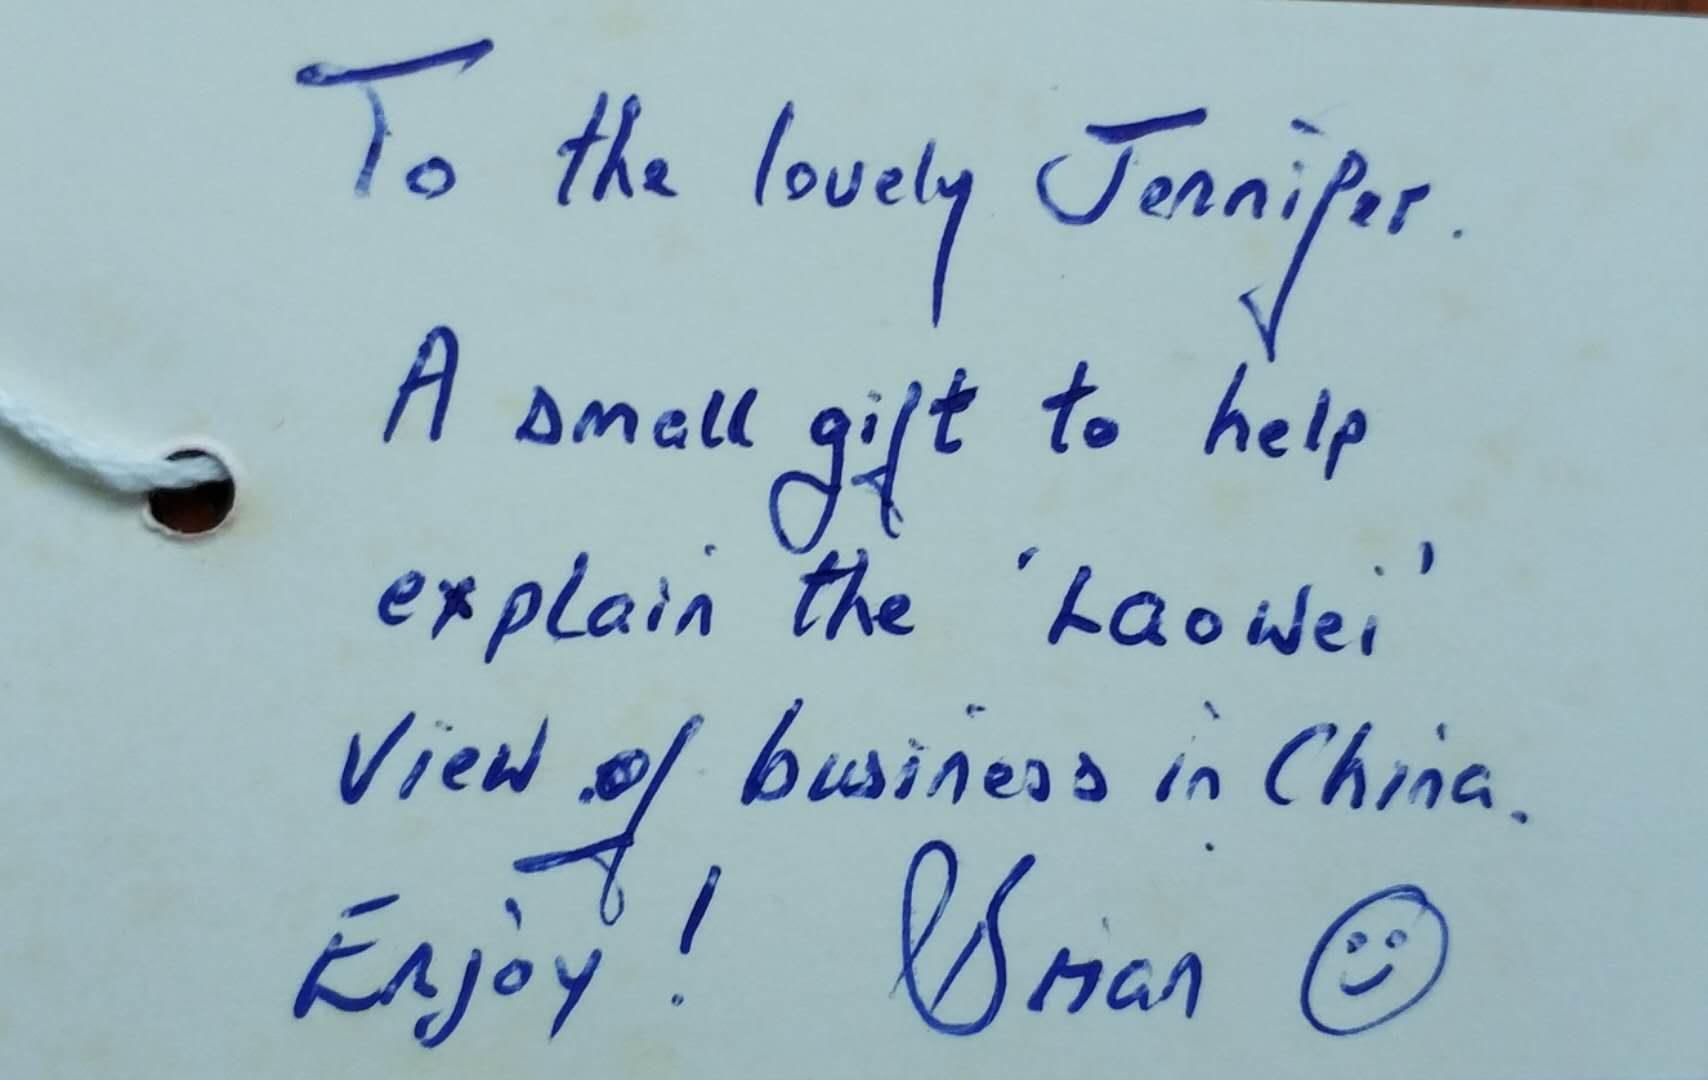 To the lovely Jennifer.
A small gift to help
explain the 'Laowei'
View of business in China.
Enjoy! Brian